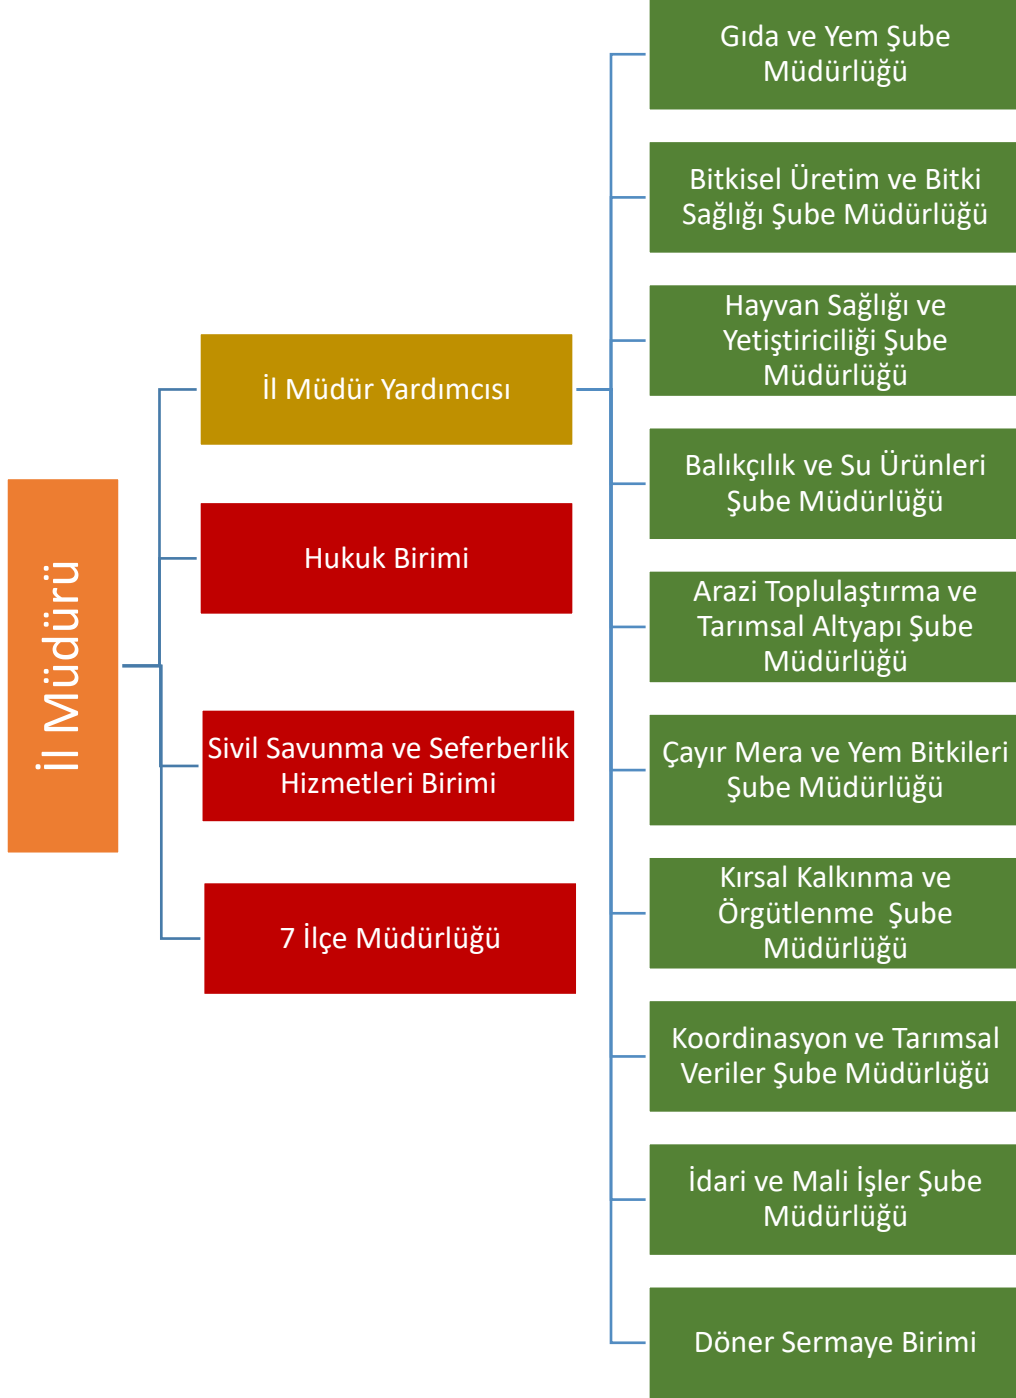 İl Müdürü
İl Müdür Yardımcısı
Hukuk Birimi
Sivil Savunma ve Seferberlik
Hizmetleri Birimi
7 İlçe Müdürlüğü
Gıda ve Yem Şube
Müdürlüğü
Bitkisel Üretim ve Bitki
Sağlığı Şube Müdürlüğü
Hayvan Sağlığı ve
Yetiştiriciliği Şube
Müdürlüğü
Balıkçılık ve Su Ürünleri
Şube Müdürlüğü
Arazi Toplulaştırma ve
Tarımsal Altyapı Şube
Müdürlüğü
Çayır Mera ve Yem Bitkileri
Şube Müdürlüğü
Kırsal Kalkınma ve
Örgütlenme Şube
Müdürlüğü
Koordinasyon ve Tarımsal
Veriler Şube Müdürlüğü
İdari ve Mali İşler Şube
Müdürlüğü
Döner Sermaye Birimi